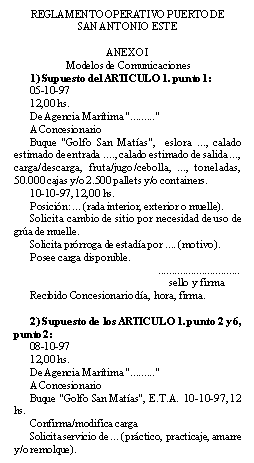 REGLAMENTO OPERATIVO PUERTO DE
SAN ANTONIO ESTE
ANEXO I
Modelos de Comunicaciones
1) Supuesto del ARTICULO 1. punto 1:
05-10-97
12,00 hs.
De Agencia Marítima "........."
A Concesionario
Buque "Golfo San Matías", eslora ..., calado
estimado de entrada ...., calado estimado de salida ...,
carga/descarga, fruta/jugo/cebolla, ..., toneladas,
50.000 cajas y/o 2.500 pallets y/o containers.
10-10-97, 12,00 hs.
Posición: ... (rada interior, exterior o muelle).
Solicita cambio de sitio por necesidad de uso de
grúa de muelle.
Solicita prórroga de estadía por .... (motivo).
Posee carga disponible.
................................
sello y firma
Recibido Concesionario día, hora, firma.
2) Supuesto de los ARTICULO 1. punto 2 y 6,
punto 2:
08-10-97
12,00 hs.
De Agencia Marítima "........."
A Concesionario
Buque "Golfo San Matías", E.T.A. 10-10-97, 12
hs.
Confirma/modifica carga
Solicita servicio de ... (práctico, practicaje, amarre
y/o remolque).